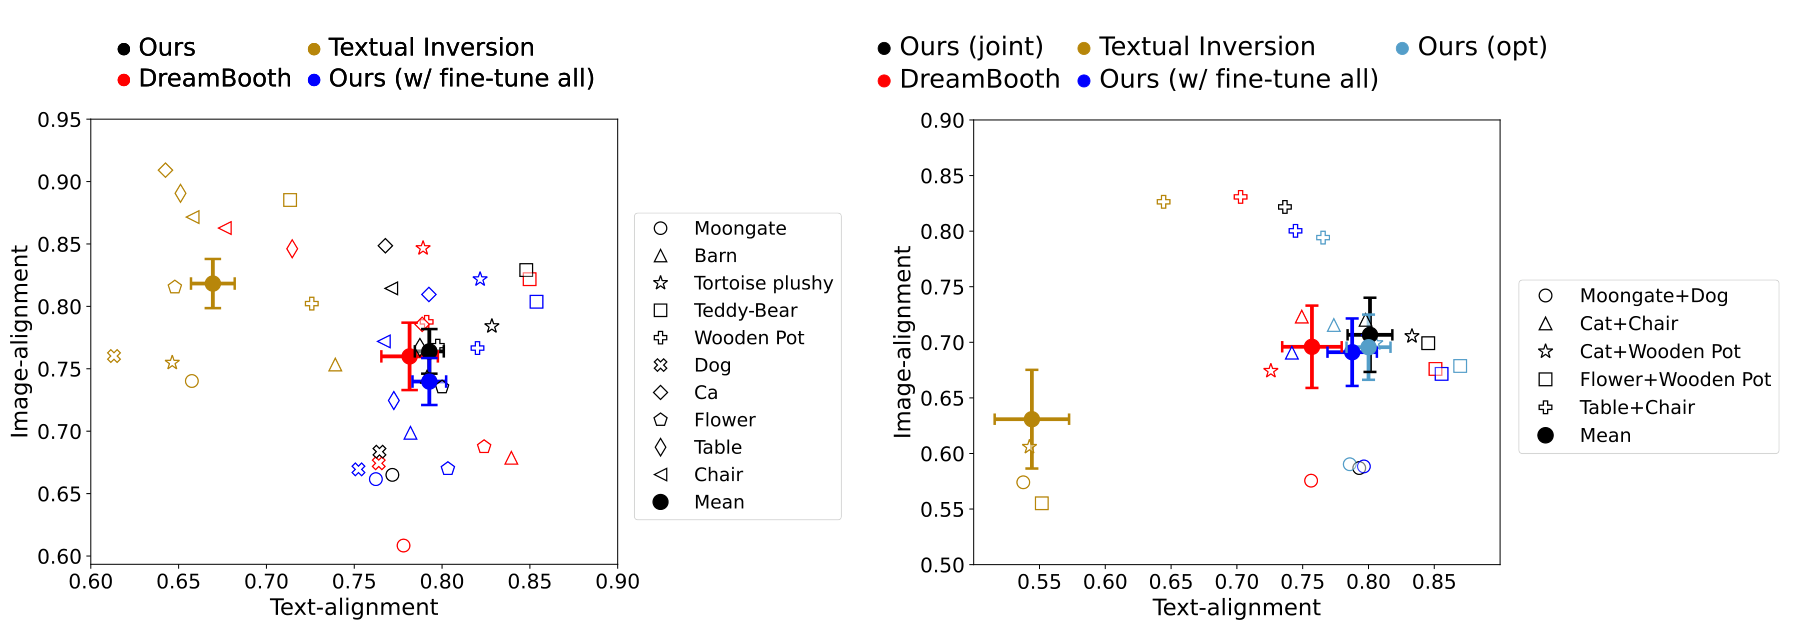 Ours
Textual Inversion
DreamBooth
Ours (w/ fine-tune all)
0.95
0.90
0.85
0.80
0.75
0.70
0.65
0.60
Image-alignment
0.60 0.65 0.70 0.75 0.80 0.85 0.90
Text-alignment
Moongate
Barn
Tortoise plushy
Teddy-Bear
Wooden Pot
Dog
Ca
Flower
Table
Chair
Mean
Ours (joint)
Textual Inversion
Ours (opt)
DreamBooth
Ours (w/ fine-tune all)
0.90
0.85
0.80
0.75
0.70
0.65
0.60
0.55
0.50
Image-alignment
0.55 0.60 0.65 0.70 0.75 0.80 0.85
Text-alignment
Moongate+Dog
Cat+Chair
Cat+Wooden Pot
Flower+Wooden Pot
Table+Chair
Mean